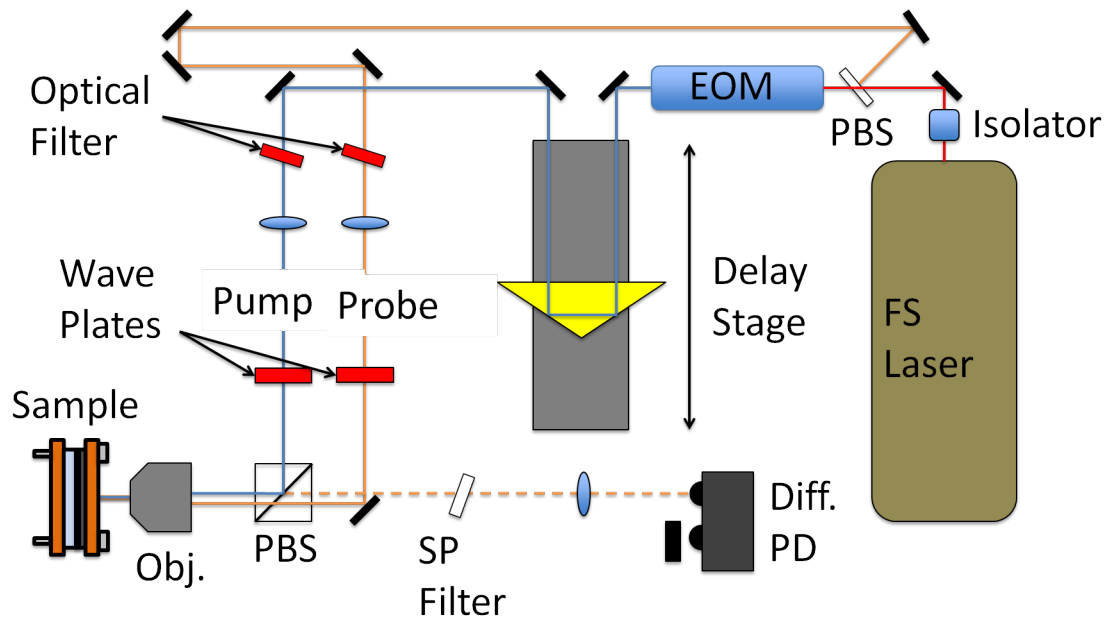 Optical
Filter
EOM
PBS
Isolator
Wave
Plates
Pump
Probe
Delay
Stage
FS
Laser
Sample
Obj.
PBS
SP
Filter
Diff.
PD